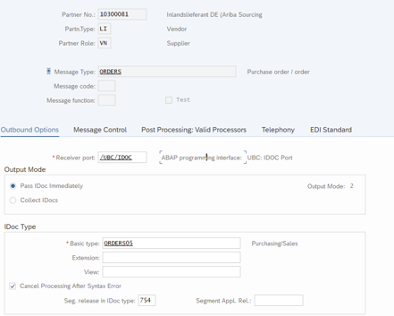 Partner No.: 10300081 Inlandslieferant DE (Ariba Sourcing
Partn.Type: LI Vendor
Partner Role: VN Supplier
* Message Type: ORDERS Purchase order / order
Message code:
Message function: Test
Outbound Options Message Control Post Processing: Valid Processors Telephony EDI Standard
* Receiver port: /UBC/IDOC ABAP programming interface: UBC: IDOC Port
Output Mode
Pass IDoc Immediately Output Mode: 2
Collect IDocs
IDoc Type
* Basic type: ORDERS05 Purchasing/Sales
Extension:
View:
Cancel Processing After Syntax Error
Seg. release in IDoc type: 754 Segment Appl. Rel.: